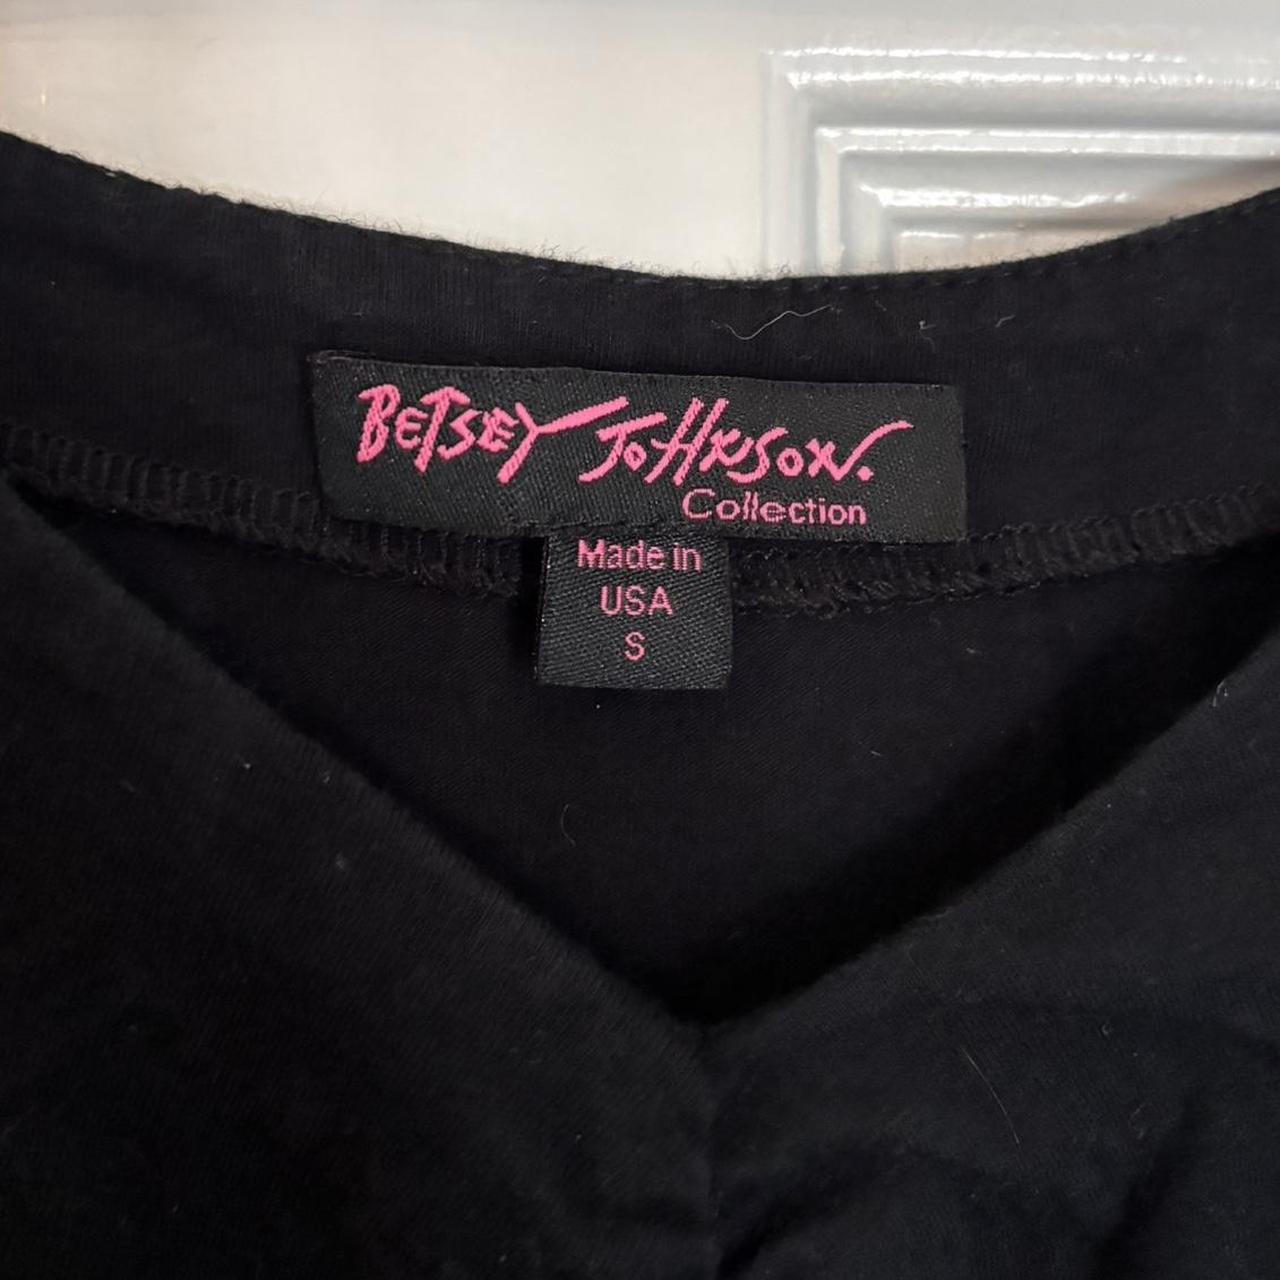 BETSEY JOHNSON.
Collection
Made in
USA
S